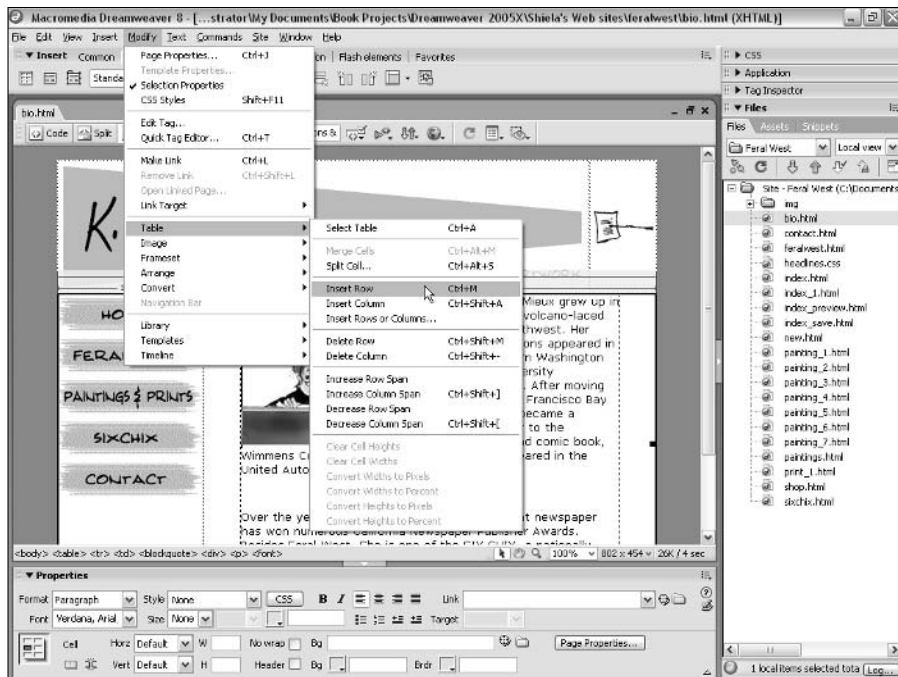 Macromedia Dreamweaver 8 - [...strator\My Documents\Book Projects\Dreamweaver 2005X\Shiela's Web sites\feralwest\bio.html (XHTML)]
File Edit View Insert Modify Text Commands Site Window Help
Insert Common Flash elements Favorites
Standa
Page Properties... Ctrl+J
Template Properties...
Selection Properties
CSS Styles Shift+F11
Edit Tag...
Quick Tag Editor... Ctrl+T
Make Link Ctrl+L
Remove Link Ctrl+Shift+L
Open Linked Page...
Link Target
Table
Image
Frameset
Arrange
Convert
Navigation Bar
Library
Templates
Timeline
Select Table Ctrl+A
Merge Cells Ctrl+Alt+M
Split Cell... Ctrl+Alt+S
Insert Row Ctrl+M
Insert Column Ctrl+Shift+A
Insert Rows or Columns...
Delete Row Ctrl+Shift+M
Delete Column Ctrl+Shift+-
Increase Row Span
Increase Column Span Ctrl+Shift+]
Decrease Row Span
Decrease Column Span Ctrl+Shift+[
Clear Cell Heights
Clear Cell Widths
Convert Widths to Pixels
Convert Widths to Percent
Convert Heights to Pixels
Convert Heights to Percent
bio.html
Code Split
K.
HO
FERA
PAINTINGS & PRINTS
SIXCHIX
CONTACT
Mieux grew up in
volcano-laced
thwest. Her
ons appeared in
n Washington
ersity
. After moving
Francisco Bay
became a
to the
nd comic book,
Wimmens C eared in the
United Auto
Over the ye t newspaper
has won numerous California Newspaper Publisher Awards.
<body> <table> <tr> <td> <blockquote> <div> <p> <font>
100% 802 x 454 26K / 4 sec
Properties
Format Paragraph Style None CSS B I Link
Font Verdana, Arial, Size None Target
Cell Horz Default W No wrap Bg Page Properties...
Vert Default H Header Bg Brdr
CSS
Application
Tag Inspector
Files
Files Assets Snippets
Feral West Local view
Site - Feral West (C:\Documents
img
bio.html
contact.html
feralwest.html
headlines.css
index.html
index_1.html
index_preview.html
index_save.html
new.html
painting_1.html
painting_2.html
painting_3.html
painting_4.html
painting_5.html
painting_6.html
painting_7.html
paintings.html
print_1.html
shop.html
sixchix.html
1 local items selected tota Log...